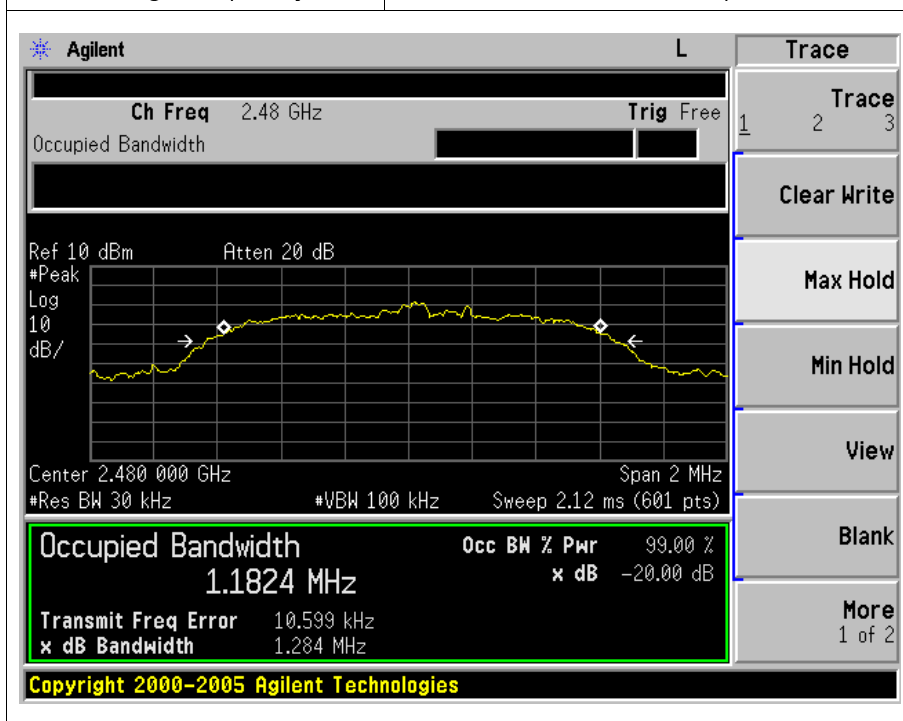 Agilent L Trace
Ch Freq 2.48 GHz Trig Free
Occupied Bandwidth
Trace
1 2 3
Clear Write
Ref 10 dBm Atten 20 dB
#Peak
Log
10
dB/
Max Hold
Min Hold
View
Center 2.480 000 GHz Span 2 MHz
#Res BW 30 kHz #VBW 100 kHz Sweep 2.12 ms (601 pts)
Occupied Bandwidth Occ BW % Pwr 99.00 %
1.1824 MHz x dB -20.00 dB
Transmit Freq Error 10.599 kHz
x dB Bandwidth 1.284 MHz
Blank
More
1 of 2
Copyright 2000-2005 Agilent Technologies